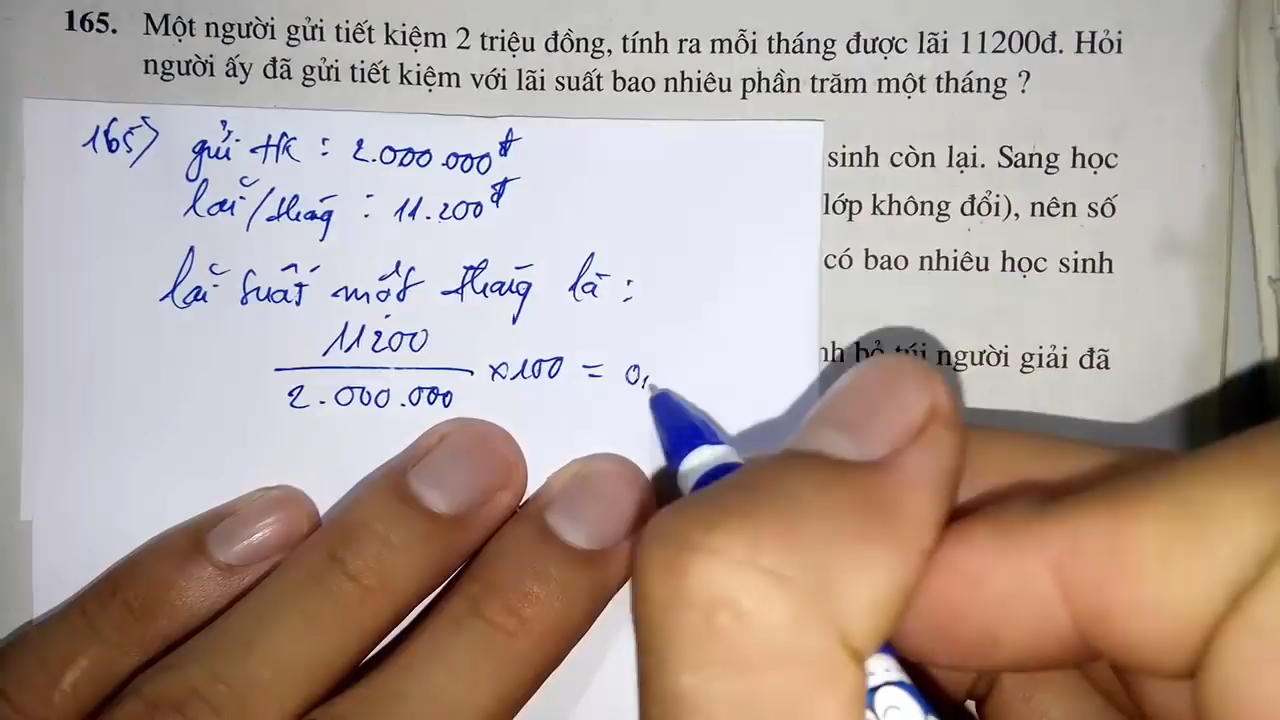 165. Một người gửi tiết kiệm 2 triệu đồng, tính ra mỗi tháng được lãi 11200đ. Hỏi
người ấy đã gửi tiết kiệm với lãi suất bao nhiêu phần trăm một tháng ?
165) gửi tk : 2.000.000đ
lãi/tháng : 11.200đ
lãi suất một tháng là :
11200
2.000.000
x100 = 0,
sinh còn lại. Sang học
lớp không đổi), nên số
có bao nhiêu học sinh
người giải đã